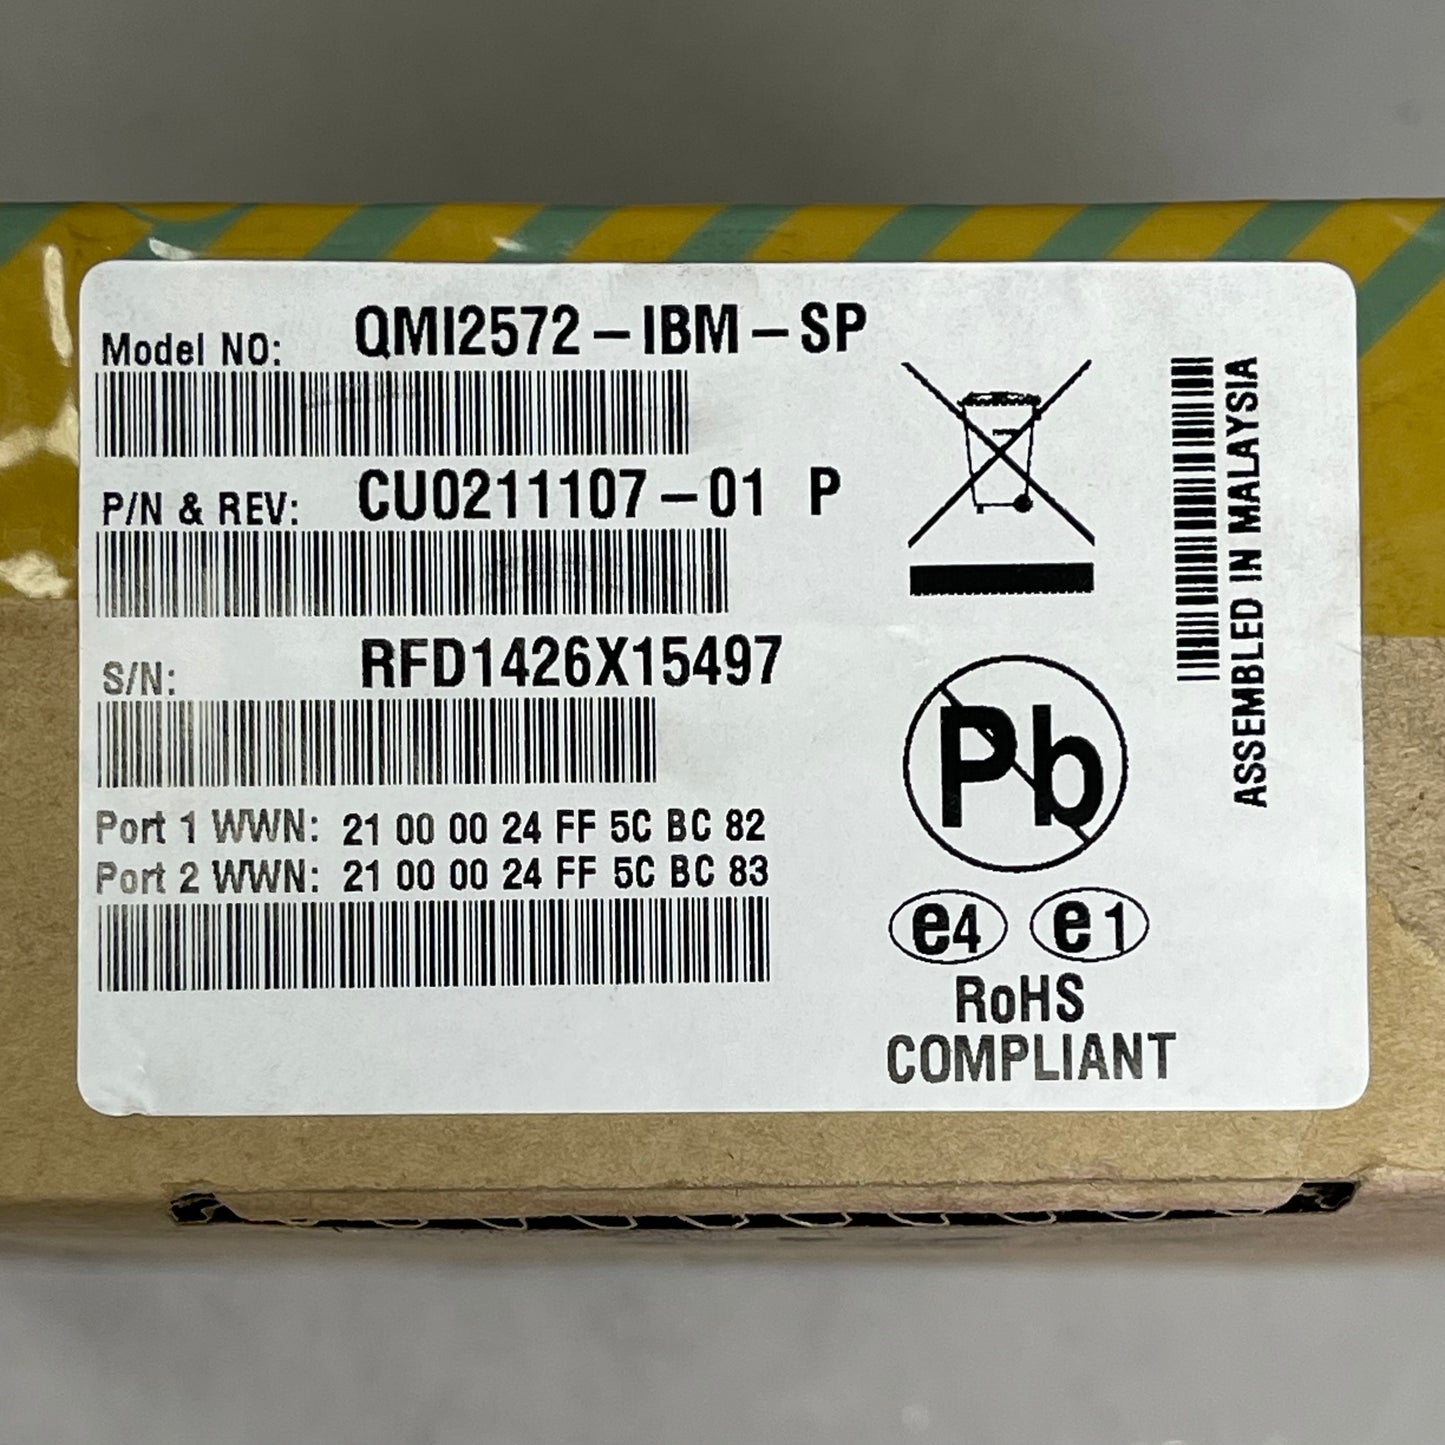 Model NO: QMI2572-IBM-SP
P/N & REV: CU0211107-01 P
S/N: RFD1426X15497
Port 1 WWN: 21 00 00 24 FF 5C BC 82
Port 2 WWN: 21 00 00 24 FF 5C BC 83
Pb
e4 e1
RoHS
COMPLIANT
ASSEMBLED IN MALAYSIA